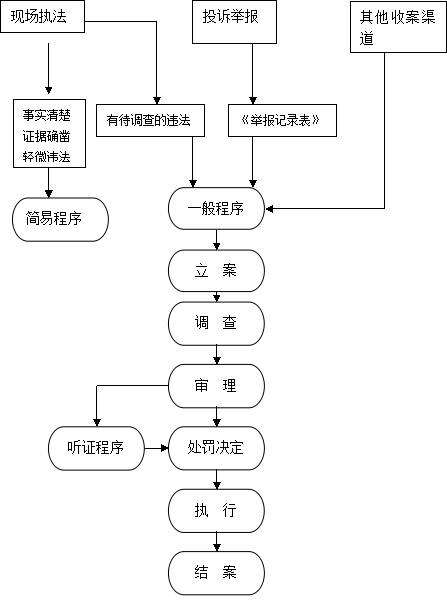 现场执法
投诉举报
其他收案渠
道
事实清楚
证据确凿
轻微违法
有待调查的违法
《举报记录表》
简易程序
一般程序
立 案
调 查
审 理
听证程序
处罚决定
执 行
结 案